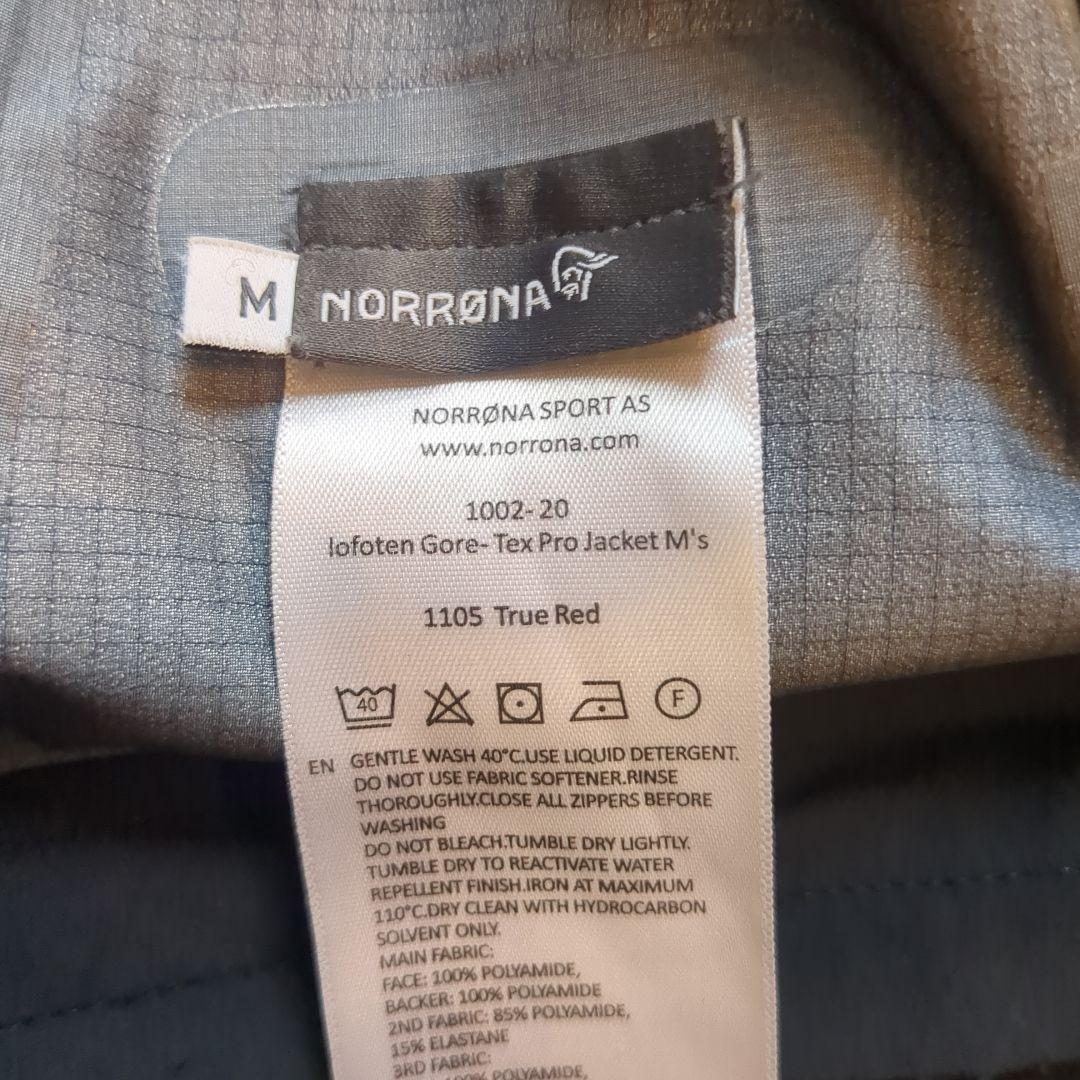 M
NORRØNA
NORRØNA SPORT AS
www.norrona.com
1002- 20
lofoten Gore- Tex Pro Jacket M's
1105 True Red
40
F
EN
GENTLE WASH 40°C.USE LIQUID DETERGENT.
DO NOT USE FABRIC SOFTENER.RINSE
THOROUGHLY.CLOSE ALL ZIPPERS BEFORE
WASHING
DO NOT BLEACH.TUMBLE DRY LIGHTLY.
TUMBLE DRY TO REACTIVATE WATER
REPELLENT FINISH.IRON AT MAXIMUM
110°C.DRY CLEAN WITH HYDROCARBON
SOLVENT ONLY.
MAIN FABRIC:
FACE: 100% POLYAMIDE,
BACKER: 100% POLYAMIDE
2ND FABRIC: 85% POLYAMIDE,
15% ELASTANE
3RD FABRIC:
100% POLYAMIDE,